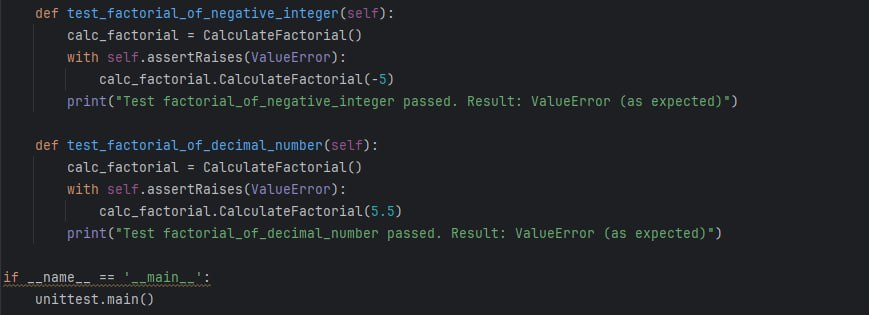 def test_factorial_of_negative_integer(self):
calc_factorial = CalculateFactorial()
with self.assertRaises(ValueError):
calc_factorial.CalculateFactorial(-5)
print("Test factorial_of_negative_integer passed. Result: ValueError (as expected)")
def test_factorial_of_decimal_number(self):
calc_factorial = CalculateFactorial()
with self.assertRaises(ValueError):
calc_factorial.CalculateFactorial(5.5)
print("Test factorial_of_decimal_number passed. Result: ValueError (as expected)")
if __name__ == '__main__':
unittest.main()